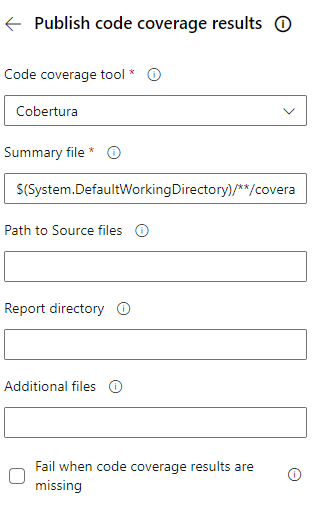 Publish code coverage results
Code coverage tool *
Cobertura
Summary file *
$(System.DefaultWorkingDirectory)/**/covera
Path to Source files
Report directory
Additional files
Fail when code coverage results are
missing